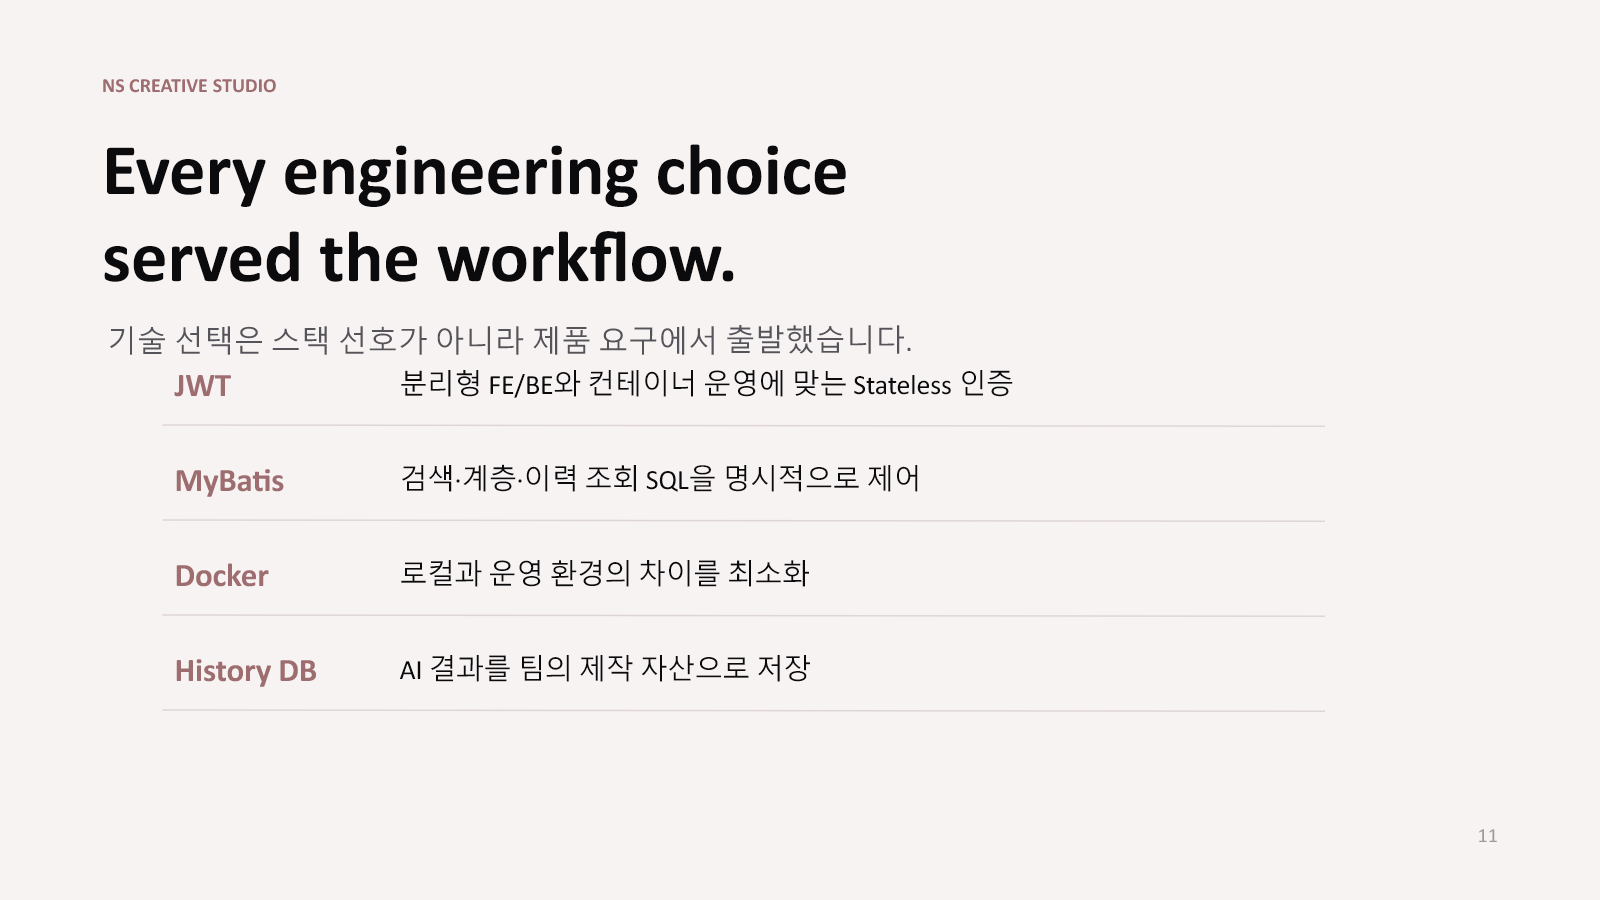 NS CREATIVE STUDIO
Every engineering choice
served the workflow.
기술 선택은 스택 선호가 아니라 제품 요구에서 출발했습니다.
JWT 분리형 FE/BE와 컨테이너 운영에 맞는 Stateless 인증
MyBatis 검색·계층·이력 조회 SQL을 명시적으로 제어
Docker 로컬과 운영 환경의 차이를 최소화
History DB AI 결과를 팀의 제작 자산으로 저장
11